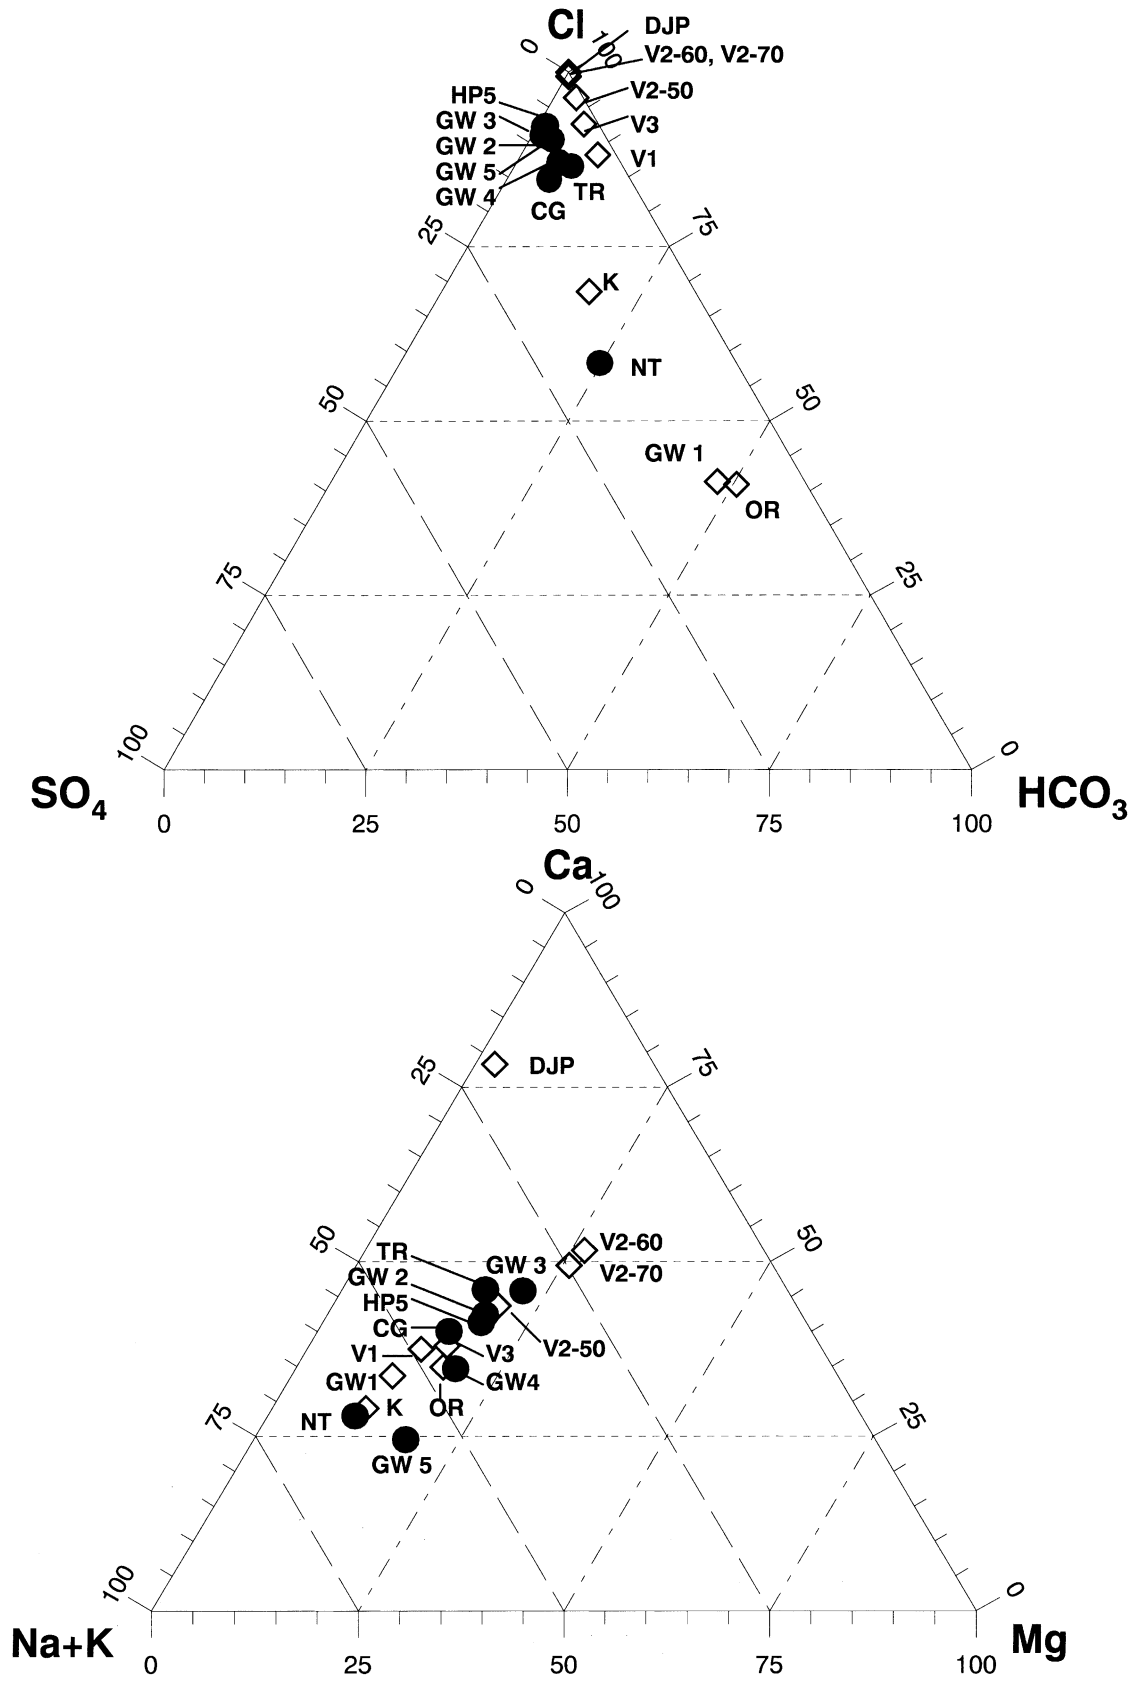 Cl
DJP
0
100
V2-60, V2-70
V2-50
HP5
GW 3
V3
GW 2
V1
GW 5
TR
GW 4
CG
25
75
K
NT
50
50
GW 1
OR
75
25
100
0
SO4
HCO3
0
25
50
75
100
Ca
0
100
DJP
25
75
50
50
TR
V2-60
GW 3
V2-70
GW 2
HP5
CG
V2-50
V1
V3
GW1
GW4
K
OR
NT
75
25
GW 5
100
0
Na+K
Mg
0
25
50
75
100